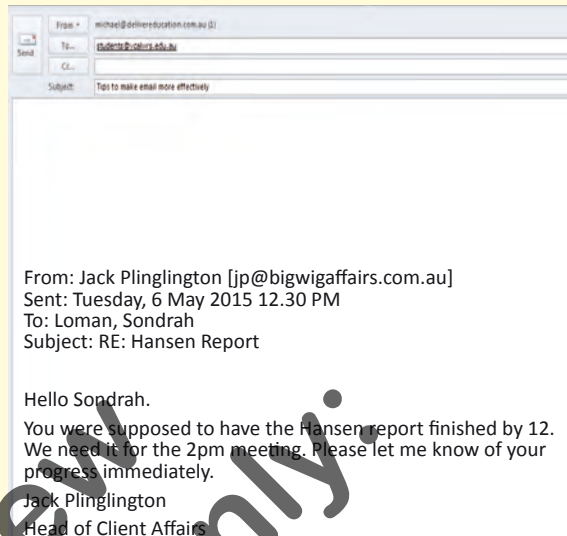 From
michael@delivereducation.com.au (1)
Send
To...
students@vcalvrs.edu.au
Cc...
Subject:
Tips to make email more effectively
From: Jack Plinglington [jp@bigwigaffairs.com.au]
Sent: Tuesday, 6 May 2015 12.30 PM
To: Loman, Sondrah
Subject: RE: Hansen Report
Hello Sondrah.
You were supposed to have the Hansen report finished by 12.
We need it for the 2pm meeting. Please let me know of your
progress immediately.
Jack Plinglington
Head of Client Affairs
only: